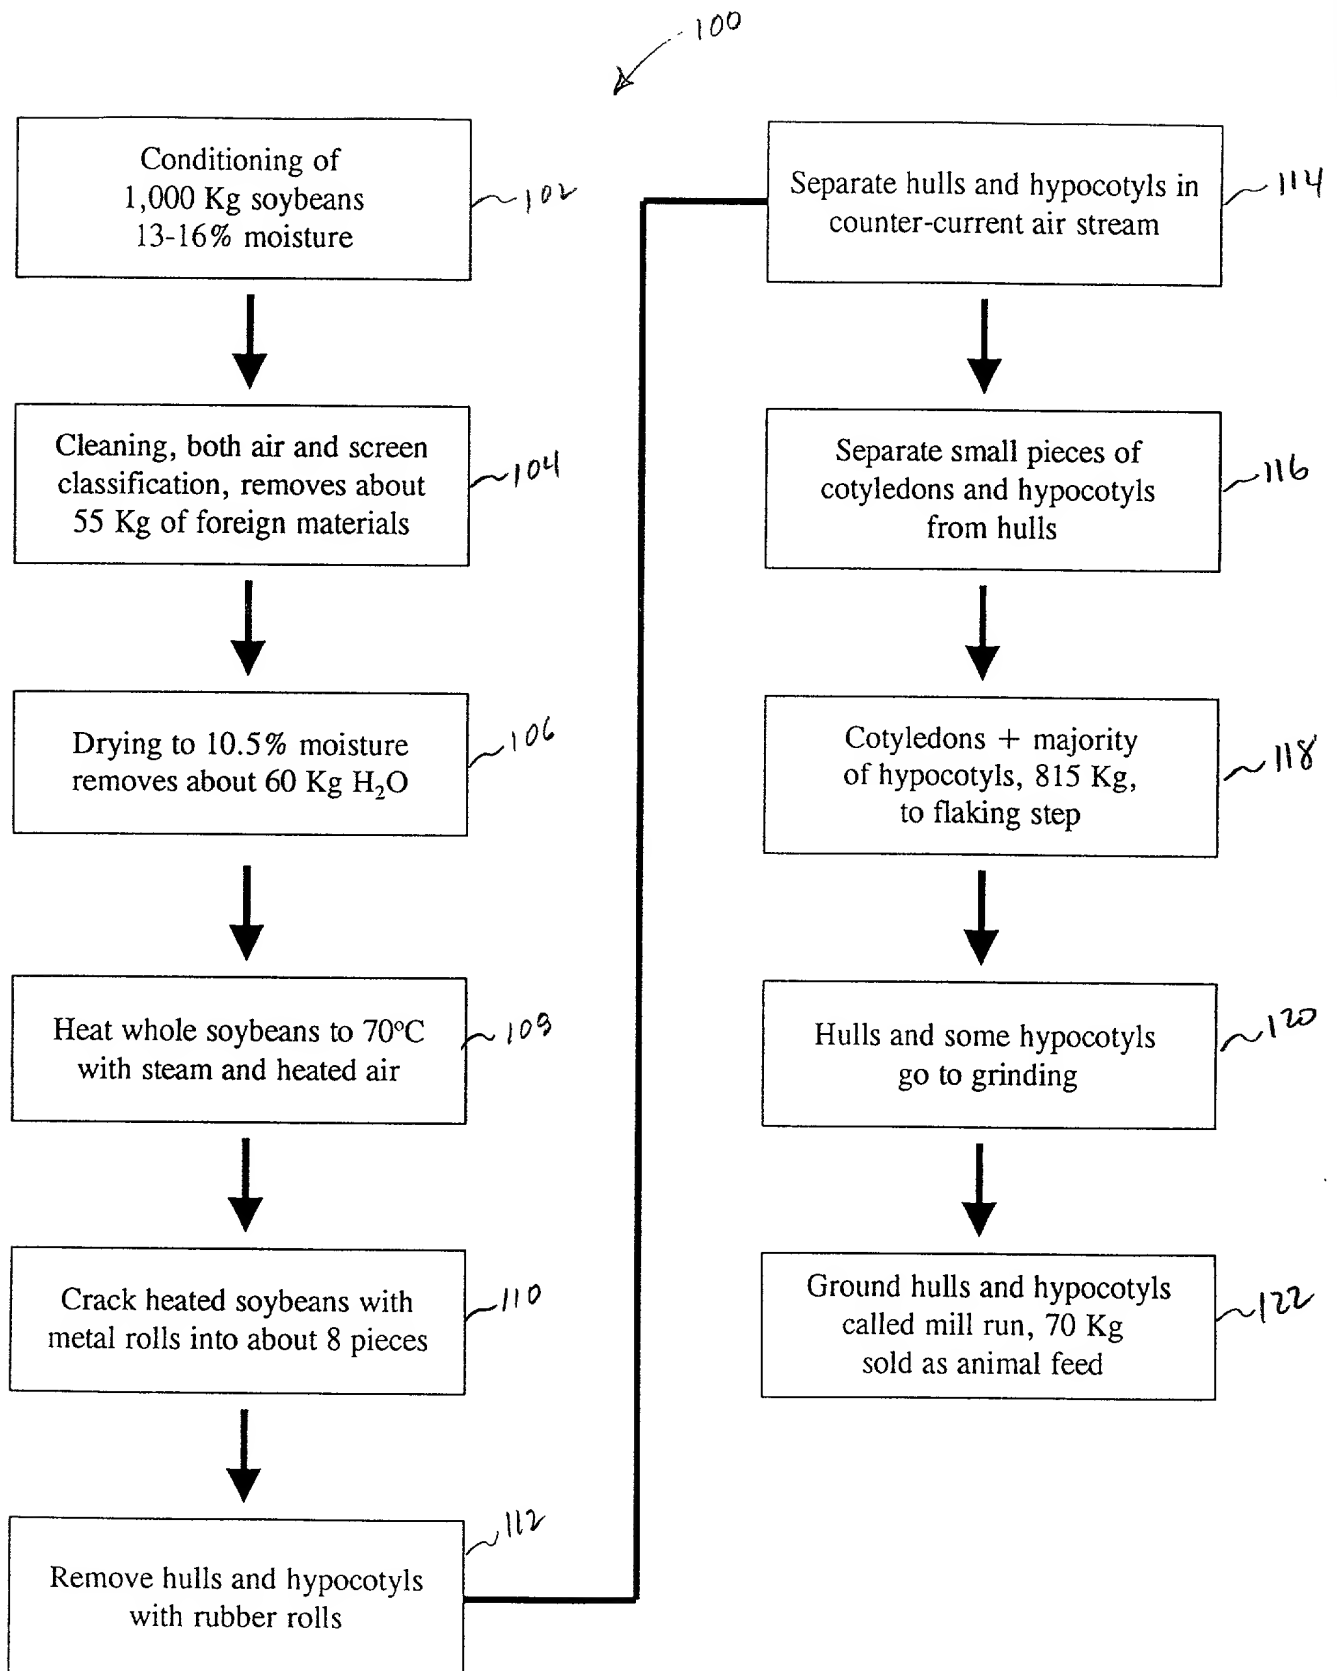 100
Conditioning of
1,000 Kg soybeans
13-16% moisture
102
Cleaning, both air and screen
classification, removes about
55 Kg of foreign materials
104
Drying to 10.5% moisture
removes about 60 Kg H₂O
106
Heat whole soybeans to 70°C
with steam and heated air
108
Crack heated soybeans with
metal rolls into about 8 pieces
110
Remove hulls and hypocotyls
with rubber rolls
112
Separate hulls and hypocotyls in
counter-current air stream
114
Separate small pieces of
cotyledons and hypocotyls
from hulls
116
Cotyledons + majority
of hypocotyls, 815 Kg,
to flaking step
118
Hulls and some hypocotyls
go to grinding
120
Ground hulls and hypocotyls
called mill run, 70 Kg
sold as animal feed
122